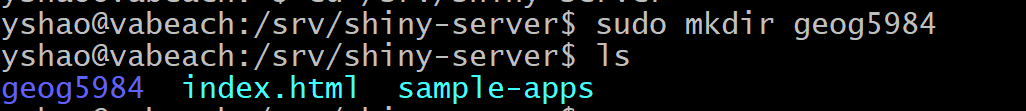 yshao@vabeach:/srv/shiny-server$ sudo mkdir geog5984
yshao@vabeach:/srv/shiny-server$ ls
geog5984  index.html  sample-apps